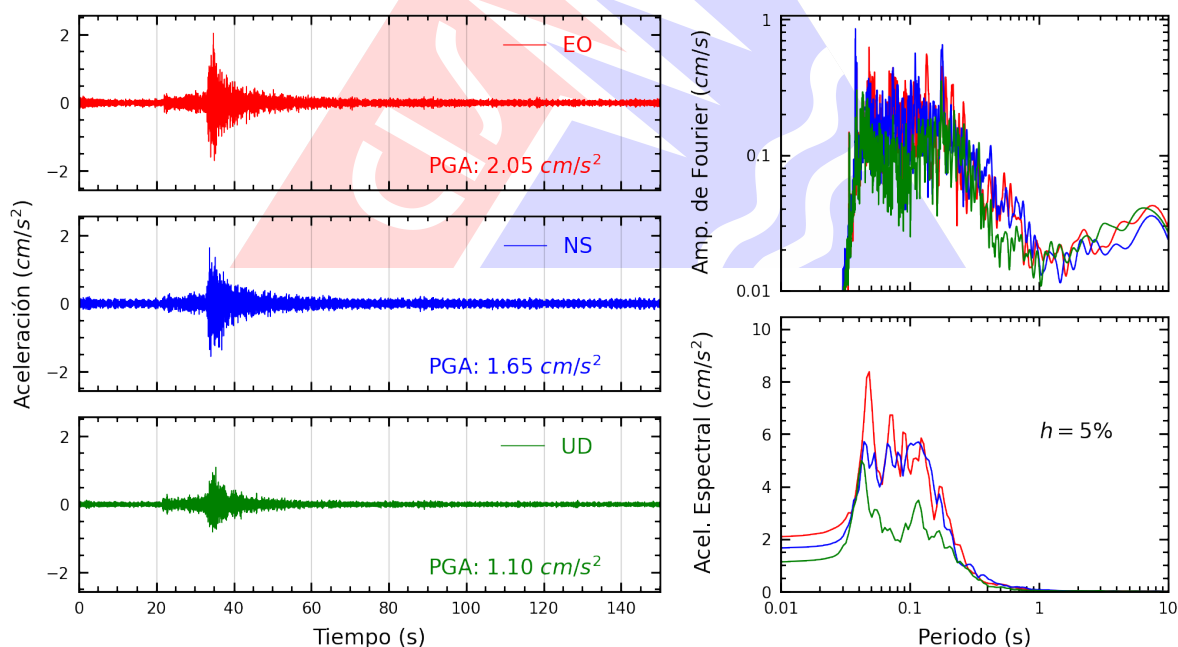 Aceleración (cm/s²)
2
0
−2
EO
PGA: 2.05 cm/s²
2
0
−2
NS
PGA: 1.65 cm/s²
2
0
−2
UD
PGA: 1.10 cm/s²
0 20 40 60 80 100 120 140
Tiempo (s)
Amp. de Fourier (cm/s)
1
0.1
0.01
Acel. Espectral (cm/s²)
10
8
6
4
2
0
h = 5%
0.01 0.1 1 10
Periodo (s)